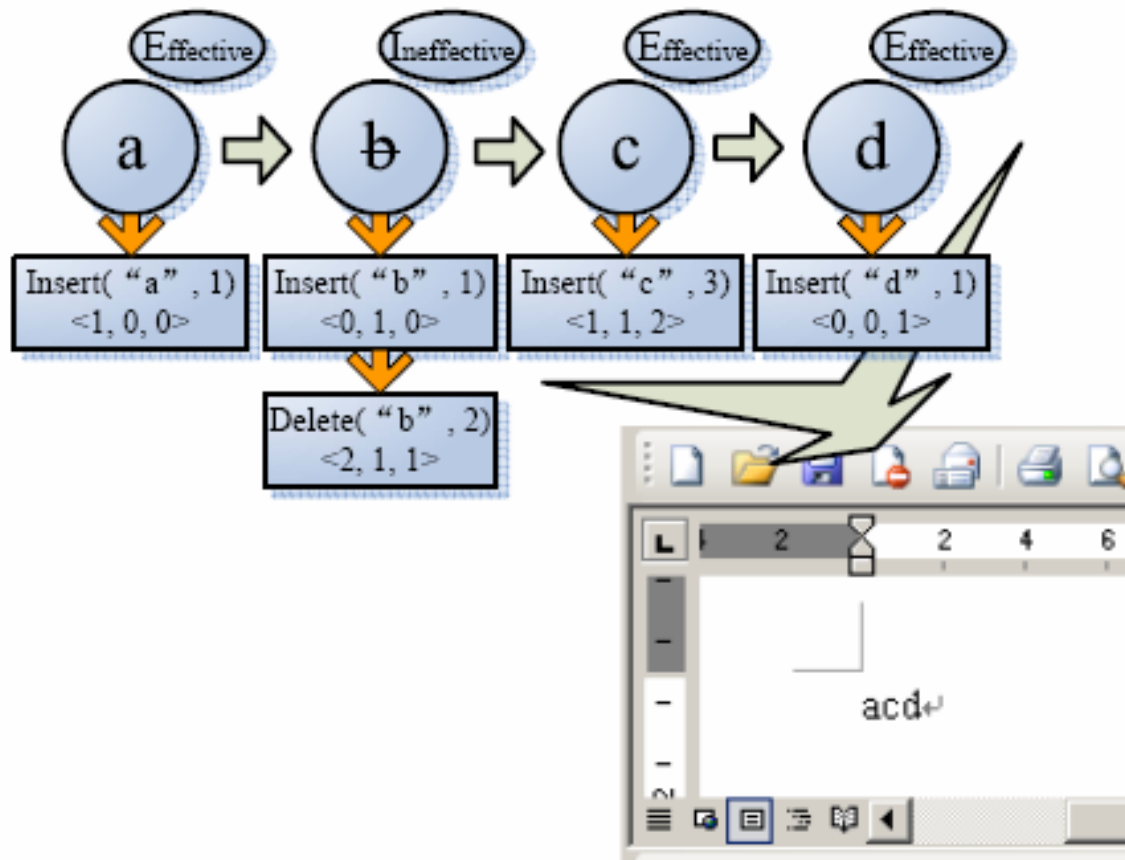 Effective
Ineffective
Effective
Effective
a
b
c
d
Insert( “a” , 1)
<1, 0, 0>
Insert( “b” , 1)
<0, 1, 0>
Insert( “c” , 3)
<1, 1, 2>
Insert( “d” , 1)
<0, 0, 1>
Delete( “b” , 2)
<2, 1, 1>
2 2 4 6
acd↵